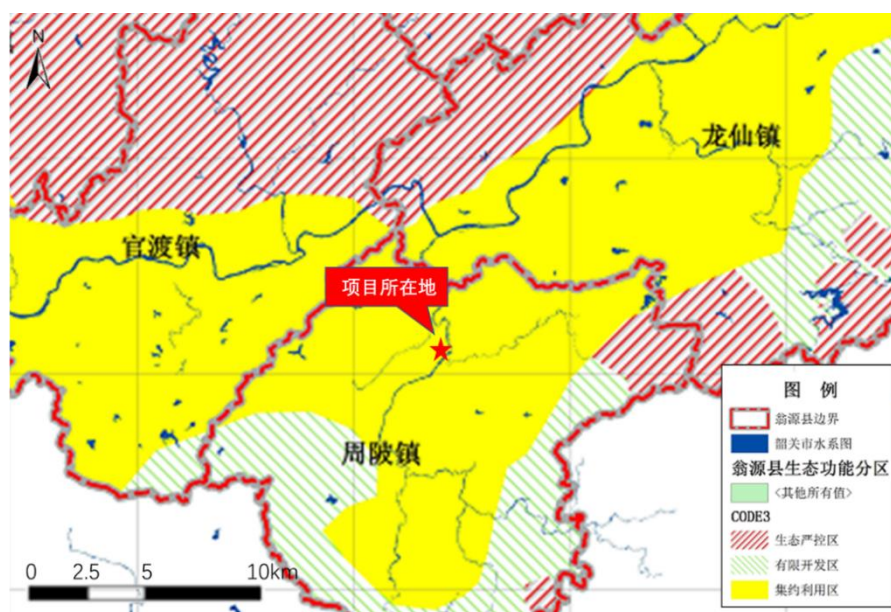 N
龙仙镇
官渡镇
项目所在地
周陂镇
图 例
翁源县边界
韶关市水系图
翁源县生态功能分区
<其他所有值>
CODE3
生态严控区
有限开发区
集约利用区
0 2.5 5 10km